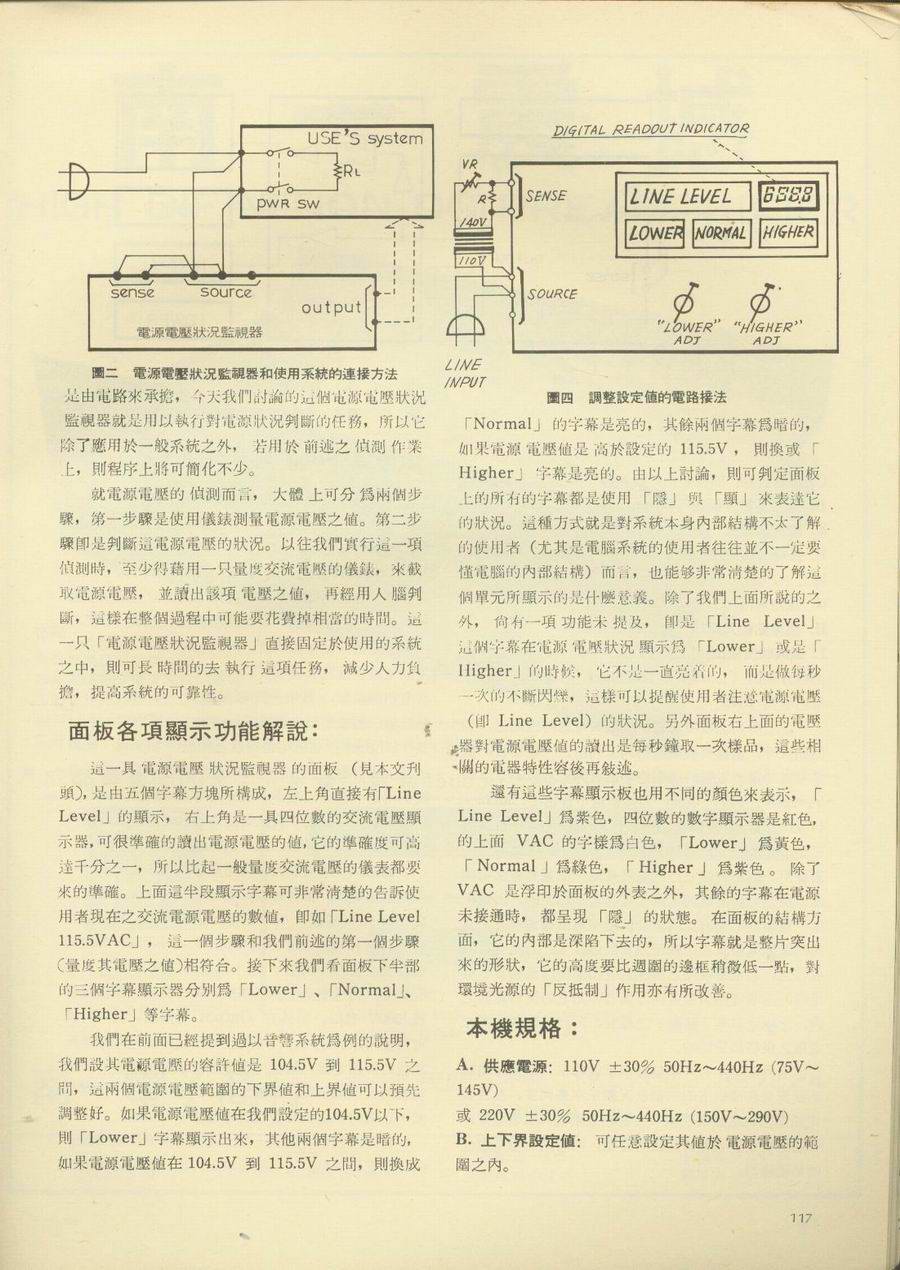 USE'S system
RL
PWR SW
sense
source
output
電源電壓狀況監視器
圖二 電源電壓狀況監視器和使用系統的連接方法
是由電路來承擔，今天我們討論的這個電源電壓狀況
監視器就是用以執行對電源狀況判斷的任務，所以它
除了應用於一般系統之外， 若用於 前述之 偵測 作業
上，則程序上將可簡化不少。
就電源電壓的 偵測而言， 大體 上可分 爲兩個步
驟，第一步驟是使用儀錶測量電源電壓之值。第二步
驟卽是判斷這電源電壓的狀況。以往我們實行這一項
偵測時，至少得藉用一只量度交流電壓的儀錶，來截
取電源電壓， 並讀出該項 電壓之值， 再經用人 腦判
斷，這樣在整個過程中可能要花費掉相當的時間。這
一只「電源電壓狀況監視器」直接固定於使用的系統
之中，則可長 時間的去 執行 這項任務， 減少人力負
擔，提高系統的可靠性。
面板各項顯示功能解說：
這一具 電源電壓 狀況監視器 的面板 （見本文刋
頭），是由五個字幕方塊所構成，左上角直接有「Line
Level」的顯示， 右上角是一具四位數的交流電壓顯
示器，可很準確的讀出電源電壓的値，它的準確度可高
達千分之一，所以比起一般量度交流電壓的儀表都要
來的準確。上面這半段顯示字幕可非常清楚的告訴使
用者現在之交流電源電壓的數値，卽如「Line Level
115.5VAC」， 這一個步驟和我們前述的第一個步驟
（量度其電壓之値）相符合。接下來我們看面板下半部
的三個字幕顯示器分別爲「Lower」、「Normal」、
「Higher」等字幕。
我們在前面已經提到過以音響系統爲例的說明，
我們設其電源電壓的容許値是 104.5V 到 115.5V 之
間，這兩個電源電壓範圍的下界値和上界値可以預先
調整好。如果電源電壓値在我們設定的104.5V以下，
則「Lower」字幕顯示出來，其他兩個字幕是暗的，
如果電源電壓値在 104.5V 到 115.5V 之間，則換成
DIGITAL READOUT INDICATOR
VR
R
SENSE
140V
110V
SOURCE
LINE LEVEL
LOWER
NORMAL
HIGHER
"LOWER" ADJ
"HIGHER" ADJ
LINE
INPUT
圖四 調整設定値的電路接法
「Normal」 的字幕是亮的，其餘兩個字幕爲暗的，
如果電源 電壓値是 高於設定的 115.5V ， 則換或「
Higher」 字幕是亮的。由以上討論，則可判定面板
上的所有的字幕都是使用 「隱」 與 「顯」 來表達它
的狀況。這種方式就是對系統本身內部結構不太了解
的使用者（尤其是電腦系統的使用者往往並不一定要
懂電腦的內部結構）而言，也能够非常清楚的了解這
個單元所顯示的是什麼意義。除了我們上面所說的之
外， 尙有一項 功能未 提及， 卽是 「Line Level」
這個字幕在電源 電壓狀況 顯示爲 「Lower」 或是「
Higher」的時候， 它不是一直亮着的， 而是做每秒
一次的不斷閃爍，這樣可以提醒使用者注意電源電壓
（卽 Line Level）的狀況。另外面板右上面的電壓
器對電源電壓値的讀出是每秒鐘取一次樣品，這些相
關的電器特性容後再敍述。
還有這些字幕顯示板也用不同的顏色來表示，「
Line Level」爲紫色，四位數的數字顯示器是紅色，
的上面 VAC 的字樣爲白色， 「Lower」 爲黃色，
「Normal」爲綠色，「Higher」爲紫色。除了
VAC 是浮印於面板的外表之外，其餘的字幕在電源
未接通時， 都呈現 「隱」 的狀態。 在面板的結構方
面，它的內部是深陷下去的，所以字幕就是整片突出
來的形狀，它的高度要比週圍的邊框稍微低一點，對
環境光源的「反抵制」作用亦有所改善。
本機規格：
A. 供應電源： 110V ±30% 50Hz～440Hz (75V～
145V)
或 220V ±30% 50Hz～440Hz (150V～290V)
B. 上下界設定値： 可任意設定其値於 電源電壓的範
圍之內。
117